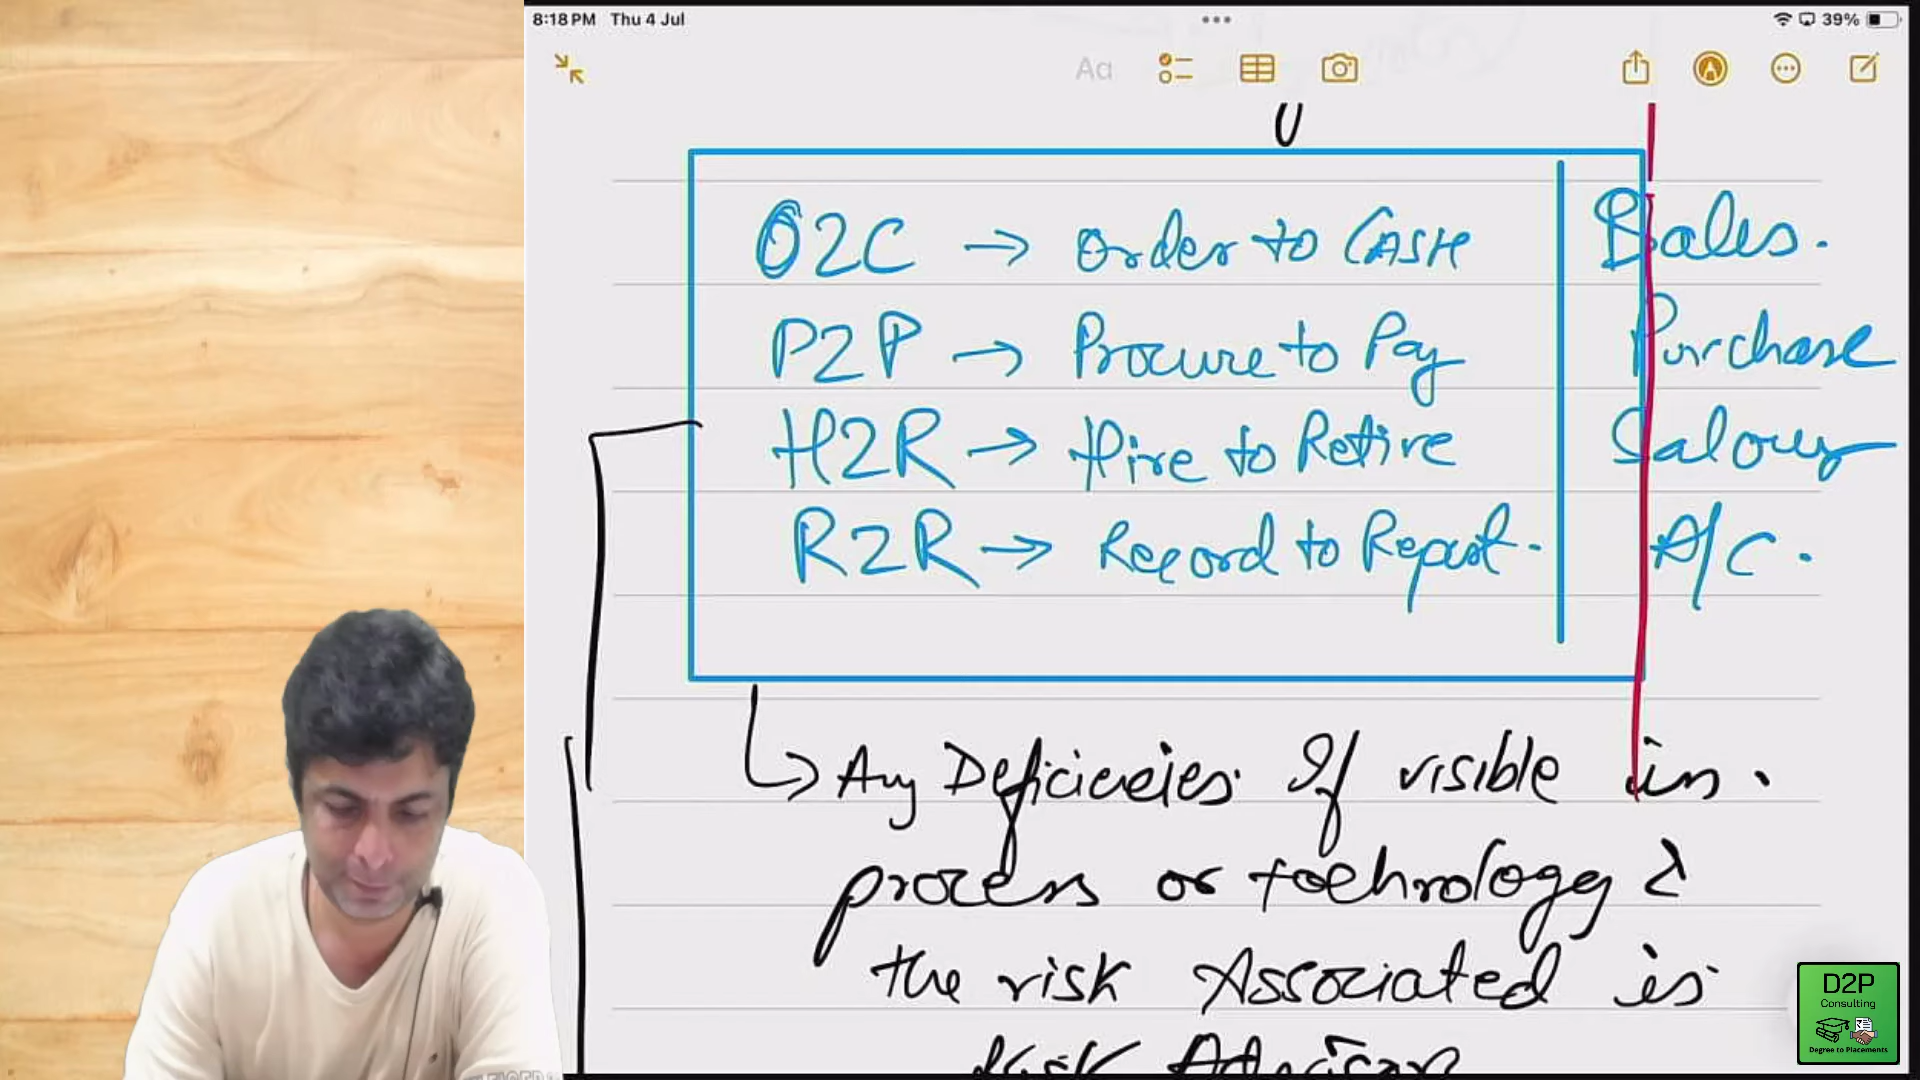 8:18 PM Thu 4 Jul
39%
Aa
O2C → Order to CASH Sales.
P2P → Procure to Pay Purchase
H2R → Hire to Retire Salary
R2R → Record to Report. A/C.
↳ Any Deficiencies If visible in
process or technology &
the risk Associated is
D2P
Consulting
Degree to Placements